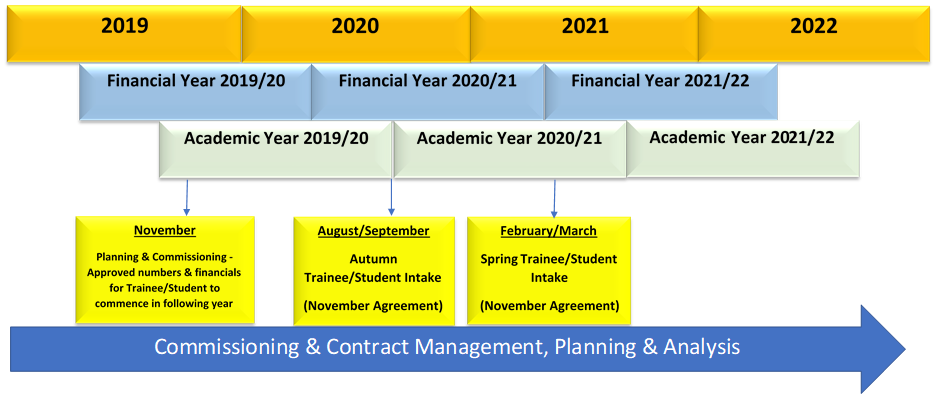 2019 2020 2021 2022
Financial Year 2019/20 Financial Year 2020/21 Financial Year 2021/22
Academic Year 2019/20 Academic Year 2020/21 Academic Year 2021/22
November
Planning & Commissioning -
Approved numbers & financials
for Trainee/Student to
commence in following year
August/September
Autumn
Trainee/Student Intake
(November Agreement)
February/March
Spring Trainee/Student
Intake
(November Agreement)
Commissioning & Contract Management, Planning & Analysis